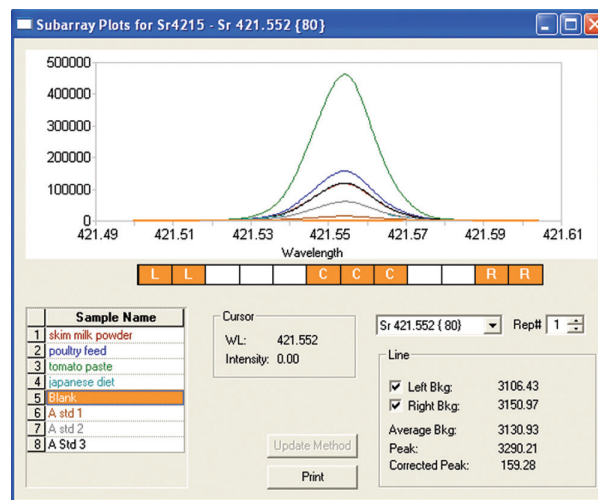 Subarray Plots for Sr4215 - Sr 421.552 {80}
500000
400000
300000
200000
100000
0
421.49 421.51 421.53 421.55 421.57 421.59 421.61
Wavelength
L L C C C R R
Sample Name
1 skim milk powder
2 poultry feed
3 tomato paste
4 japanese diet
5 Blank
6 A std 1
7 A std 2
8 A Std 3
Cursor
WL: 421.552
Intensity: 0.00
Update Method
Print
Sr 421.552 { 80} Rep# 1
Line
Left Bkg: 3106.43
Right Bkg: 3150.97
Average Bkg: 3130.93
Peak: 3290.21
Corrected Peak: 159.28